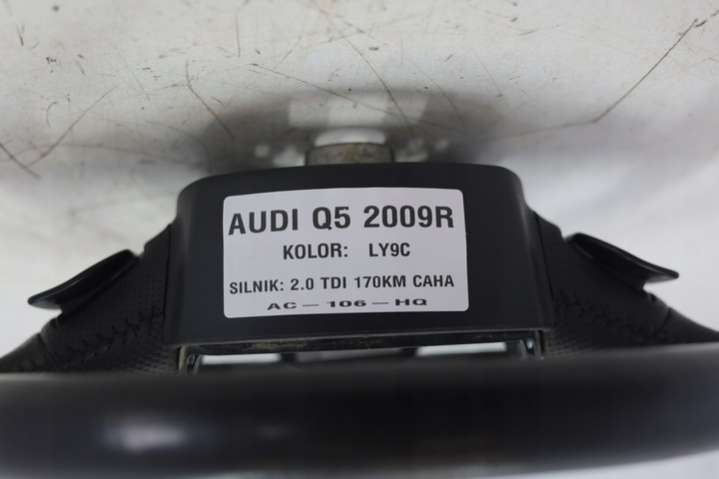 AUDI Q5 2009R
KOLOR: LY9C
SILNIK: 2.0 TDI 170KM CAHA
AC-106-HQ